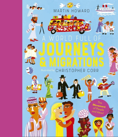 MARTIN HOWARD
WORLD FULL OF
JOURNEYS
& MIGRATIONS
CHRISTOPHER CORR